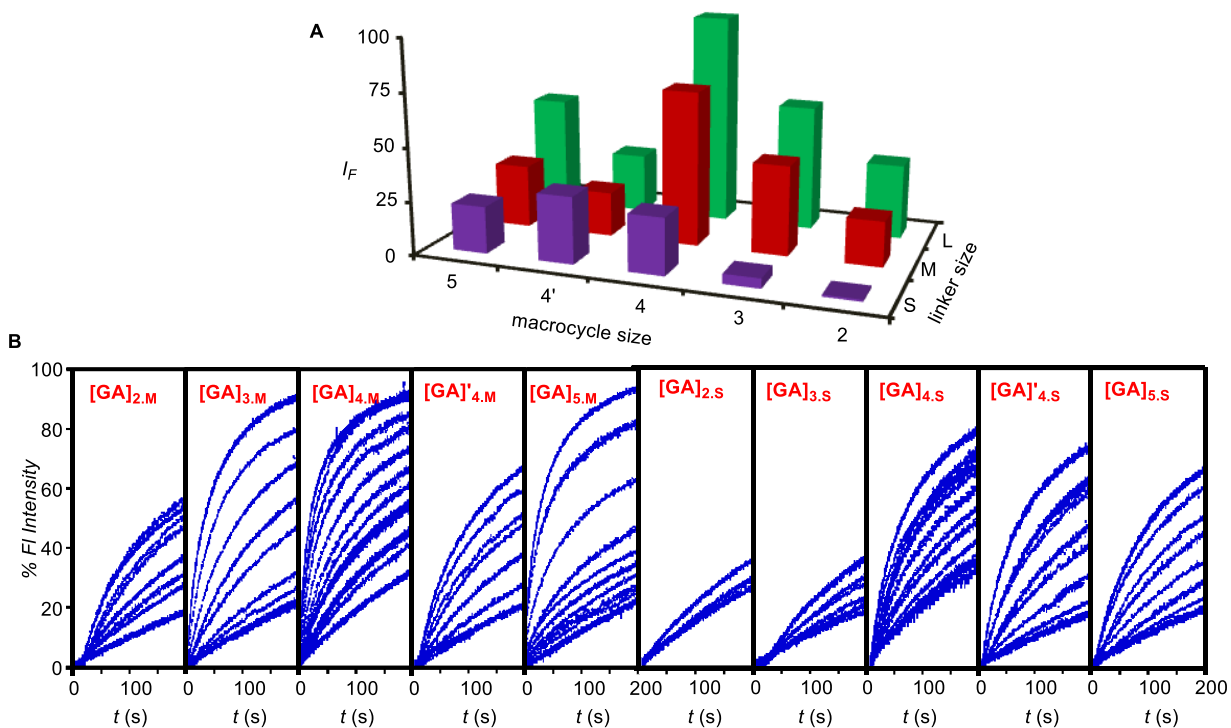 A
100
75
50
25
0
I_F
5
4'
4
3
2
macrocycle size
S
M
L
linker size
B
100
80
60
40
20
0
% FI Intensity
[GA]2.M
[GA]3.M
[GA]4.M
[GA]'4.M
[GA]5.M
[GA]2.S
[GA]3.S
[GA]4.S
[GA]'4.S
[GA]5.S
0 100 0 100 0 100 0 100 0 100 200 0 100 0 100 0 100 0 100 0 100 200
t (s) t (s) t (s) t (s) t (s) t (s) t (s) t (s) t (s) t (s)